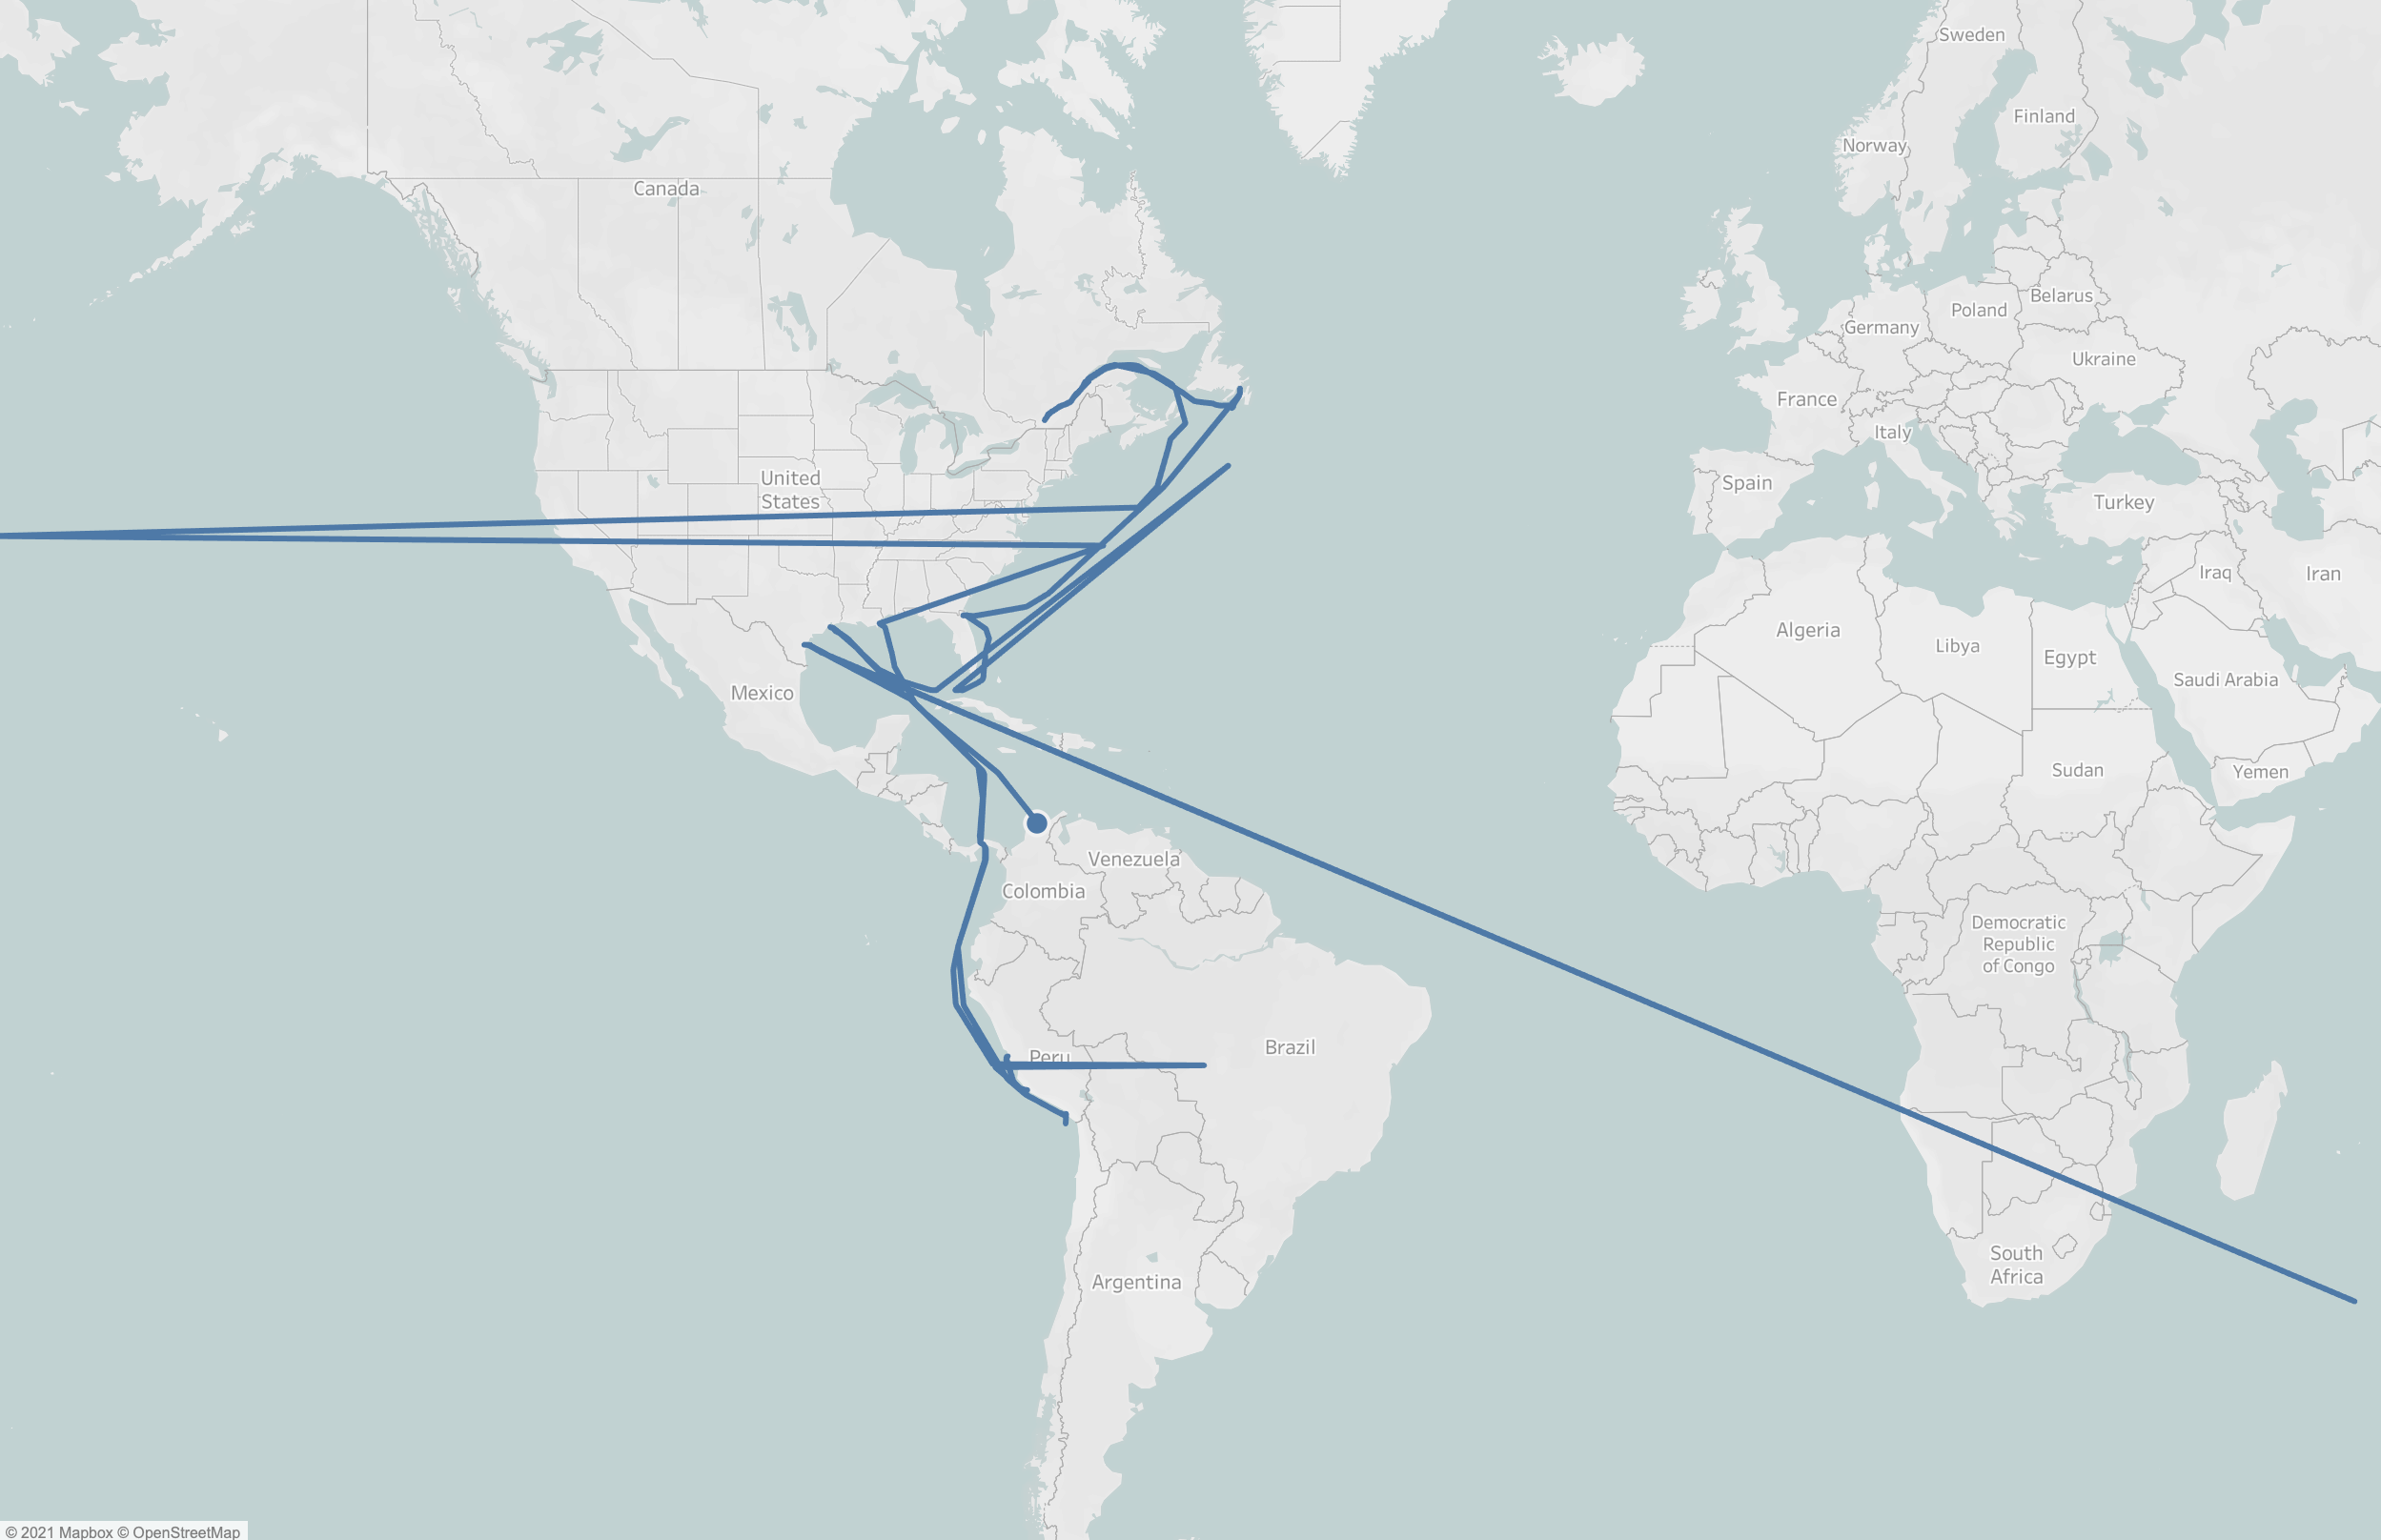 Sweden
Finland
Norway
Canada
Belarus
Poland
Germany
Ukraine
France
Italy
United
States
Spain
Turkey
Iraq
Iran
Algeria
Libya
Egypt
Saudi Arabia
Mexico
Sudan
Yemen
Venezuela
Colombia
Democratic
Republic
of Congo
Brazil
Peru
South
Africa
Argentina
© 2021 Mapbox © OpenStreetMap